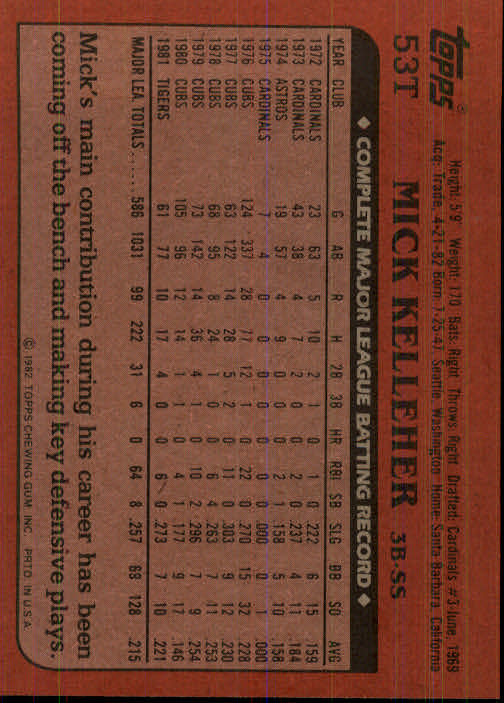 topps®
53T MICK KELLEHER 3B-SS
Height: 5'9" Weight: 170 Bats: Right Throws: Right Drafted: Cardinals #3-June, 1969
Acq: Trade, 4-21-82 Born: 7-25-47, Seattle, Washington Home: Santa Barbara, California
◆ COMPLETE MAJOR LEAGUE BATTING RECORD ◆
YEAR CLUB G AB R H 2B 3B HR RBI SB SLG BB SO AVG
1972 CARDINALS 23 63 5 10 2 1 0 1 0 .222 6 15 .159
1973 CARDINALS 43 38 4 7 2 0 0 2 0 .237 4 11 .184
1974 ASTROS 19 57 4 9 0 0 0 2 1 .158 5 10 .158
1975 CARDINALS 7 4 0 0 0 0 0 0 0 .000 0 1 .000
1976 CUBS 124 337 28 77 12 1 0 22 0 .270 15 32 .228
1977 CUBS 63 122 14 28 5 2 0 11 0 .303 9 12 .230
1978 CUBS 68 95 8 24 1 0 0 6 4 .263 7 11 .253
1979 CUBS 73 142 14 36 4 1 0 10 2 .296 7 9 .254
1980 CUBS 105 96 12 14 1 1 0 4 1 .177 9 17 .146
1981 TIGERS 61 77 10 17 4 0 0 6 0 .273 7 10 .221
MAJOR LEA. TOTALS ...... 586 1031 99 222 31 6 0 64 8 .257 68 128 .215
Mick's main contribution during his career has been
coming off the bench and making key defensive plays.
© 1982 TOPPS CHEWING GUM, INC. PRTD. IN U.S.A.